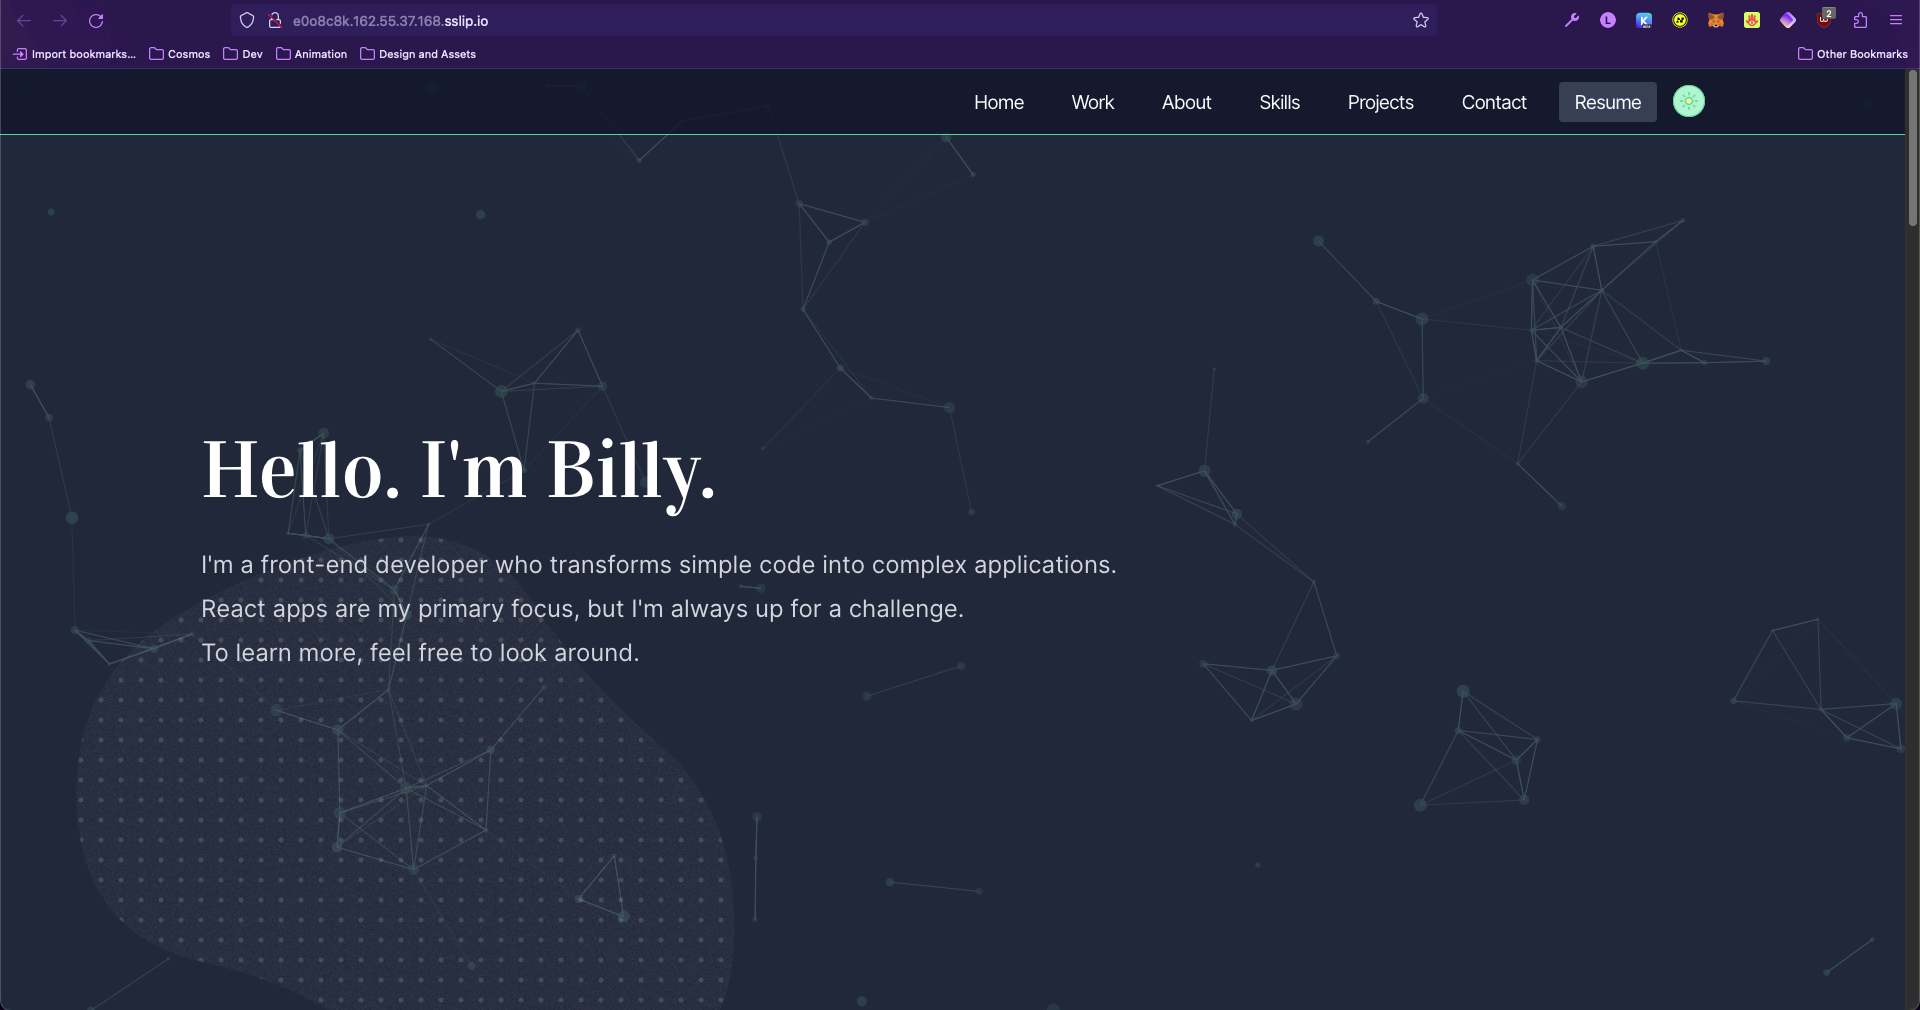 e0o8c8k.162.55.37.168.sslip.io
L
K
2
Import bookmarks...
Cosmos
Dev
Animation
Design and Assets
Other Bookmarks
Home
Work
About
Skills
Projects
Contact
Resume
Hello. I'm Billy.
I'm a front-end developer who transforms simple code into complex applications.
React apps are my primary focus, but I'm always up for a challenge.
To learn more, feel free to look around.